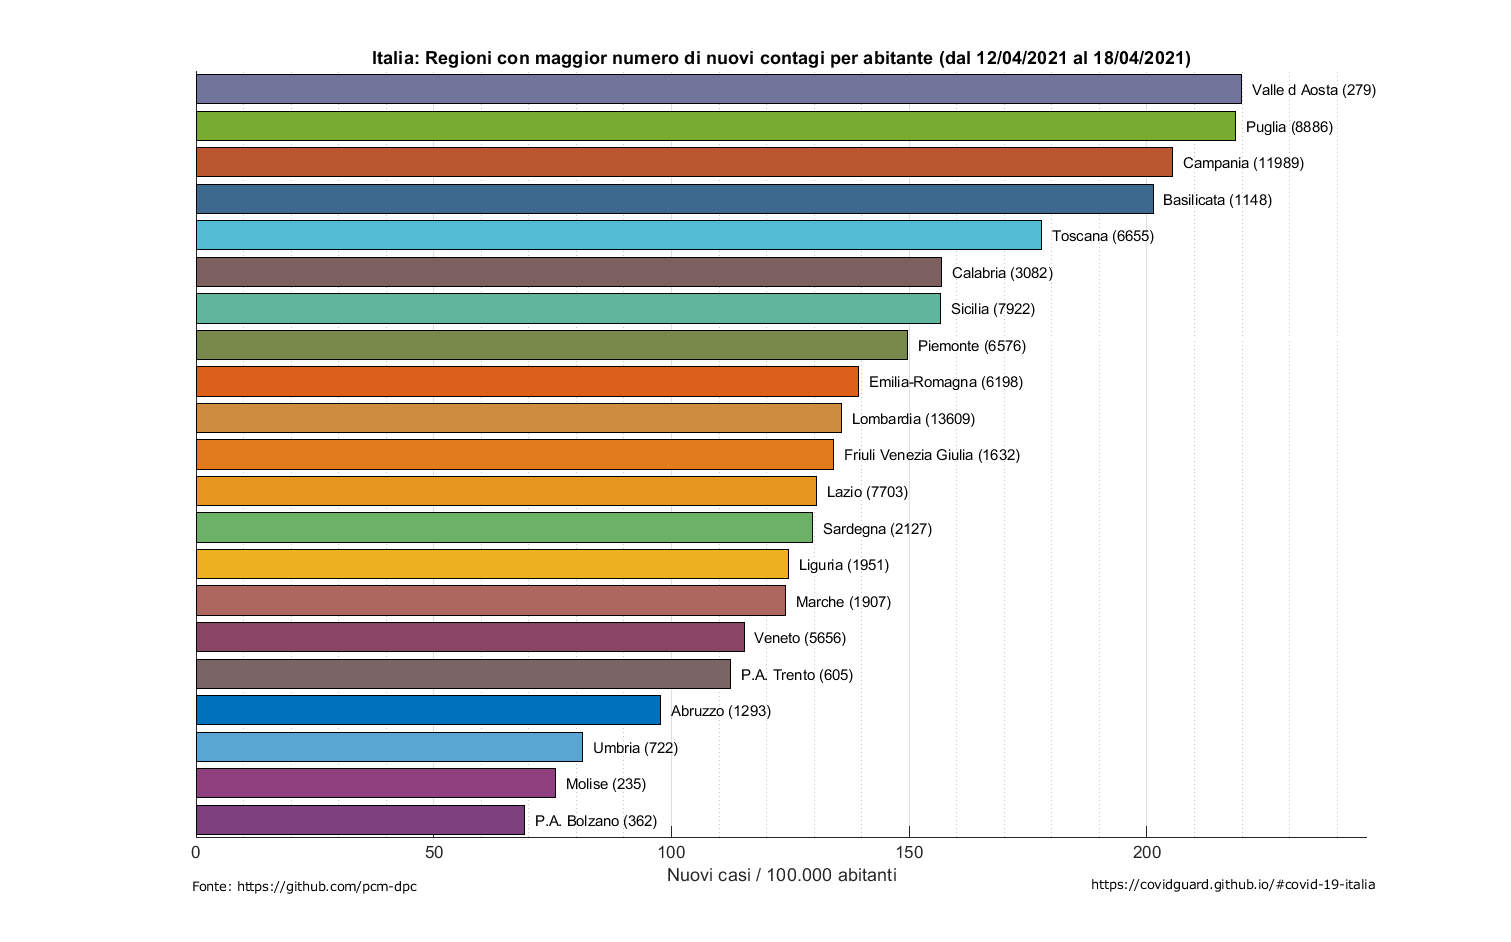 Italia: Regioni con maggior numero di nuovi contagi per abitante (dal 12/04/2021 al 18/04/2021)
Valle d Aosta (279)
Puglia (8886)
Campania (11989)
Basilicata (1148)
Toscana (6655)
Calabria (3082)
Sicilia (7922)
Piemonte (6576)
Emilia-Romagna (6198)
Lombardia (13609)
Friuli Venezia Giulia (1632)
Lazio (7703)
Sardegna (2127)
Liguria (1951)
Marche (1907)
Veneto (5656)
P.A. Trento (605)
Abruzzo (1293)
Umbria (722)
Molise (235)
P.A. Bolzano (362)
0 50 100 150 200
Nuovi casi / 100.000 abitanti
Fonte: https://github.com/pcm-dpc
https://covidguard.github.io/#covid-19-italia